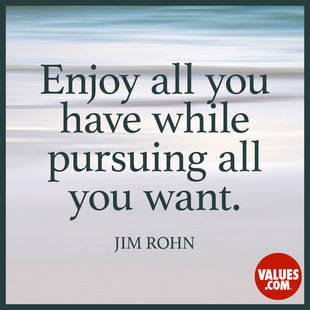 Enjoy all you
have while
pursuing all
you want.
JIM ROHN
VALUES
.COM